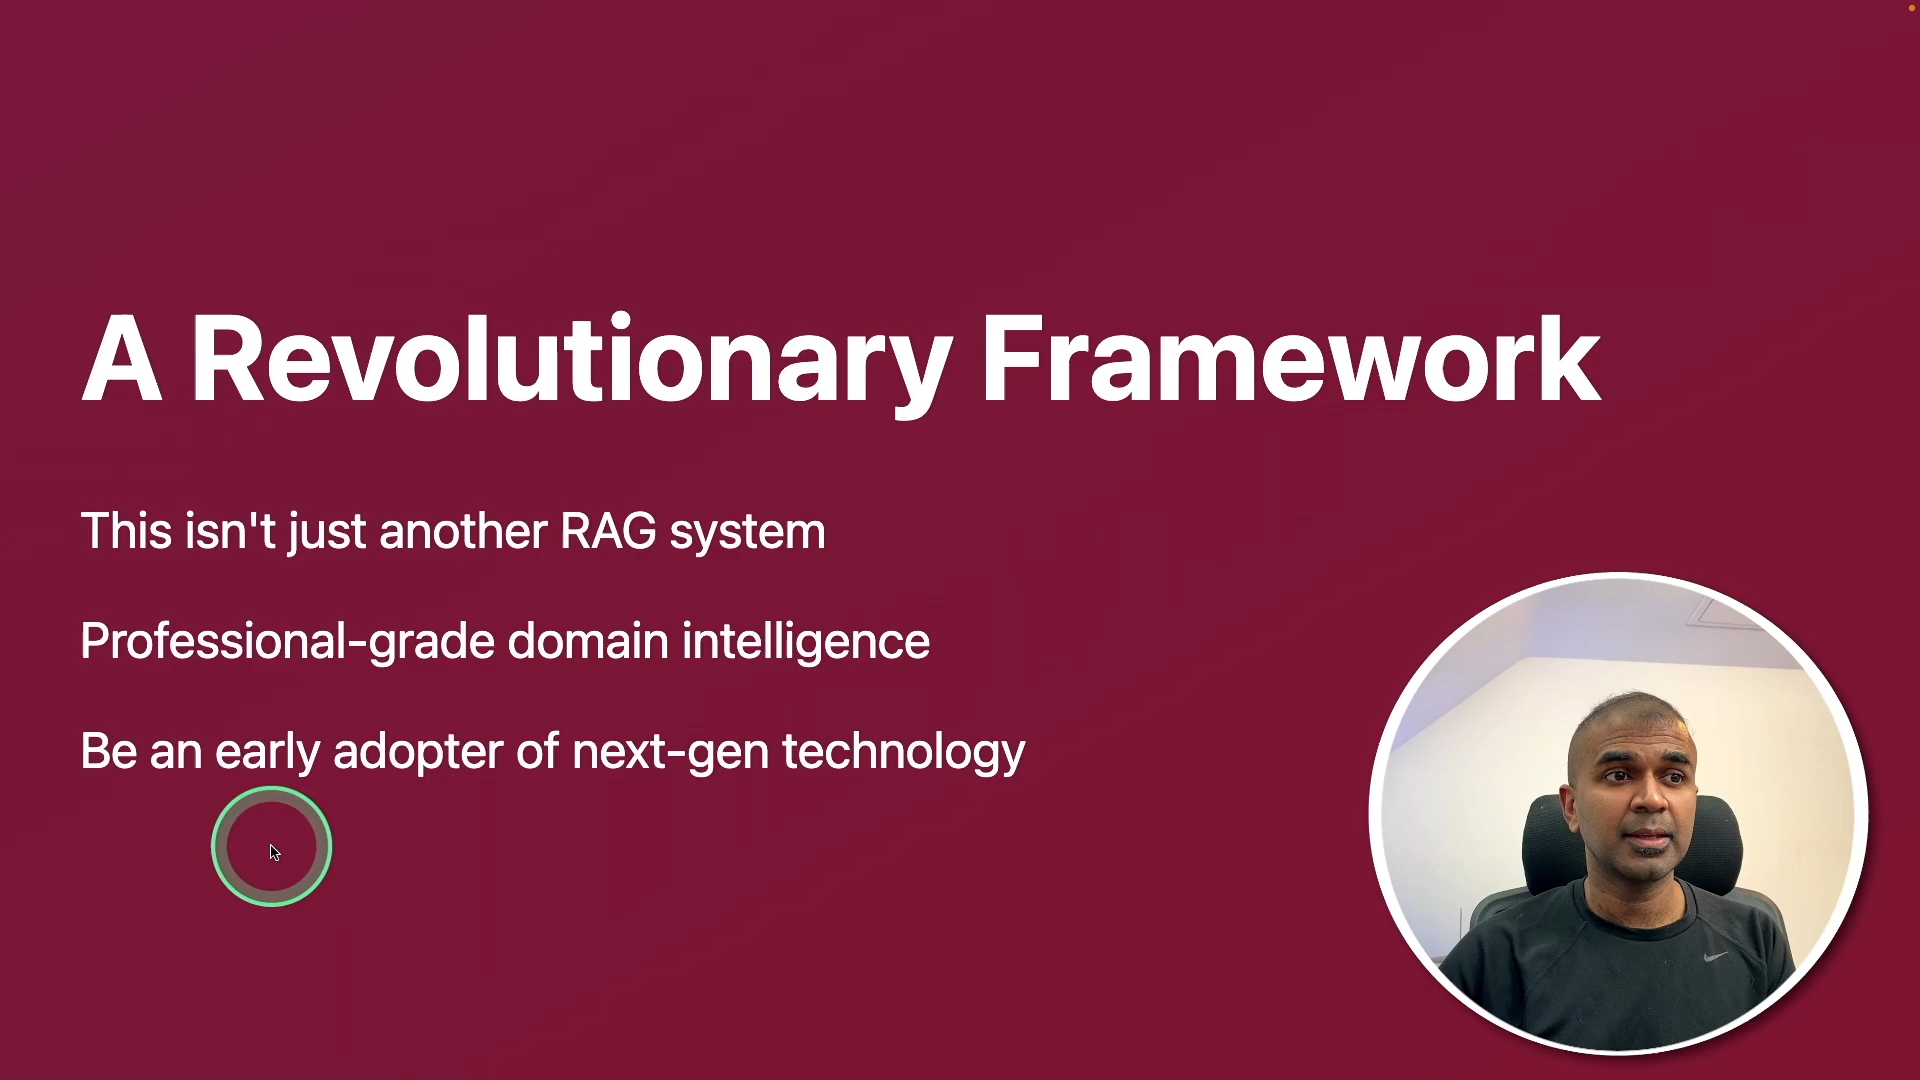 A Revolutionary Framework
This isn't just another RAG system
Professional-grade domain intelligence
Be an early adopter of next-gen technology